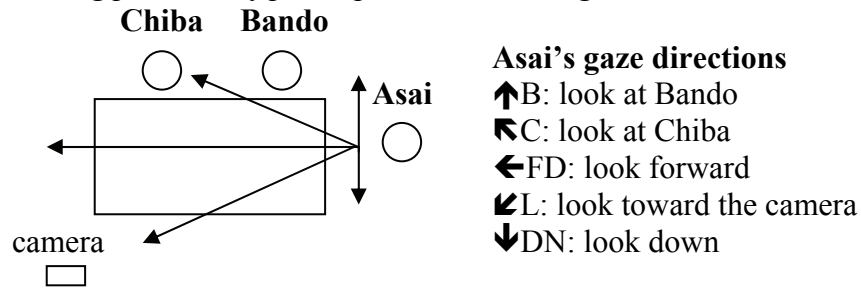 Chiba Bando
Asai
camera
Asai’s gaze directions
↑B: look at Bando
↖C: look at Chiba
←FD: look forward
↙L: look toward the camera
↓DN: look down